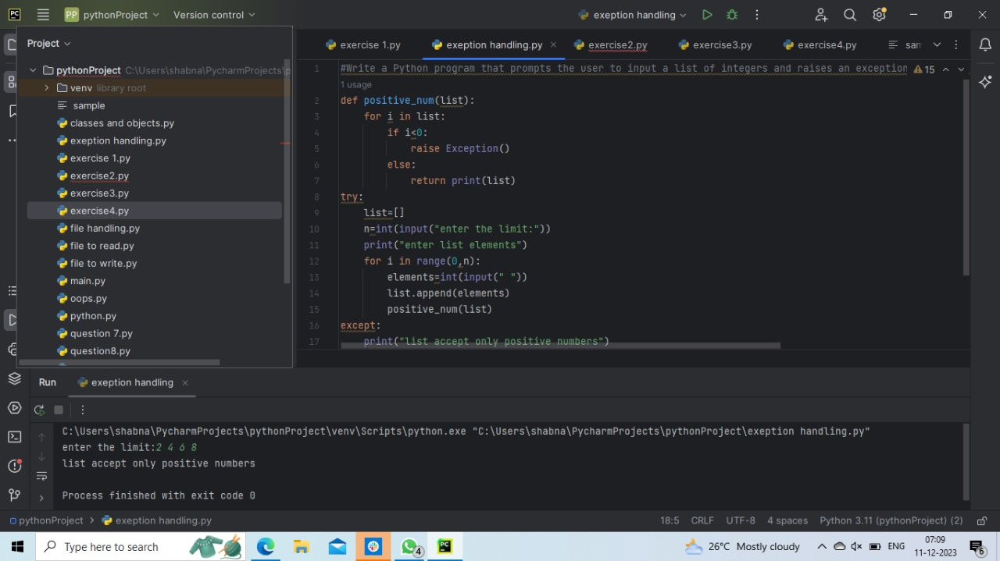 PC PP pythonProject Version control exeption handling
Project
pythonProject C:\Users\shabna\PycharmProjects\p
venv library root
sample
classes and objects.py
exeption handling.py
exercise 1.py
exercise2.py
exercise3.py
exercise4.py
file handling.py
file to read.py
file to write.py
main.py
oops.py
python.py
question 7.py
question8.py
exercise 1.py exeption handling.py exercise2.py exercise3.py exercise4.py sam
1 #Write a Python program that prompts the user to input a list of integers and raises an exception 15
1 usage
2 def positive_num(list):
3 for i in list:
4 if i<0:
5 raise Exception()
6 else:
7 return print(list)
8 try:
9 list=[]
10 n=int(input("enter the limit:"))
11 print("enter list elements")
12 for i in range(0,n):
13 elements=int(input(" "))
14 list.append(elements)
15 positive_num(list)
16 except:
17 print("list accept only positive numbers")
Run exeption handling
C:\Users\shabna\PycharmProjects\pythonProject\venv\Scripts\python.exe "C:\Users\shabna\PycharmProjects\pythonProject\exeption handling.py"
enter the limit:2 4 6 8
list accept only positive numbers
Process finished with exit code 0
pythonProject > exeption handling.py 18:5 CRLF UTF-8 4 spaces Python 3.11 (pythonProject) (2)
Type here to search 4 PC 26°C Mostly cloudy ENG 07:09
11-12-2023 6